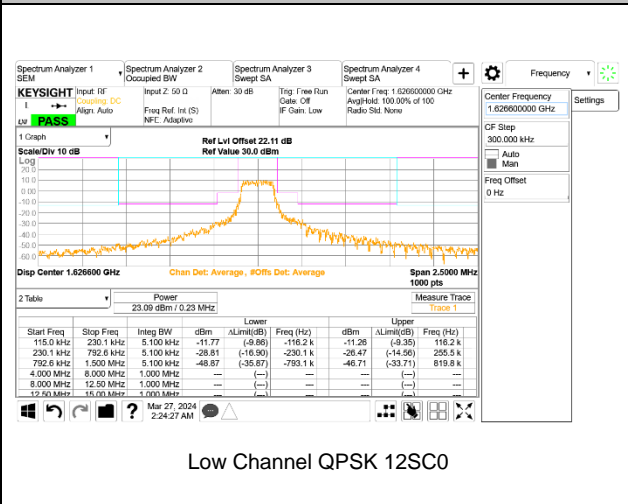 Spectrum Analyzer 1
SEM
Spectrum Analyzer 2
Occupied BW
Spectrum Analyzer 3
Swept SA
Spectrum Analyzer 4
Swept SA
+
Frequency
KEYSIGHT
L
PASS
Input: RF
Coupling: DC
Align: Auto
Input Z: 50 Ω
Freq Ref: Int (S)
NFE: Adaptive
Atten: 30 dB
Trig: Free Run
Gate: Off
IF Gain: Low
Center Freq: 1.626600000 GHz
Avg|Hold: 100.00% of 100
Radio Std: None
Center Frequency
1.626600000 GHz
Settings
CF Step
300.000 kHz
Auto
Man
Freq Offset
0 Hz
1 Graph
Scale/Div 10 dB
Ref Lvl Offset 22.11 dB
Ref Value 30.0 dBm
Log
20.0
10.0
0.00
-10.0
-20.0
-30.0
-40.0
-50.0
-60.0
Disp Center 1.626600 GHz
Chan Det: Average, #Offs Det: Average
Span 2.5000 MHz
1000 pts
2 Table
Power
23.09 dBm / 0.23 MHz
Measure Trace
Trace 1
Lower Upper
Start Freq Stop Freq Integ BW dBm ΔLimit(dB) Freq (Hz) dBm ΔLimit(dB) Freq (Hz)
115.0 kHz 230.1 kHz 5.100 kHz -11.77 (-9.86) -116.2 k -11.26 (-9.35) 116.2 k
230.1 kHz 792.6 kHz 5.100 kHz -28.81 (-16.90) -230.1 k -26.47 (-14.56) 255.5 k
792.6 kHz 1.500 MHz 5.100 kHz -48.87 (-35.87) -793.1 k -46.71 (-33.71) 819.8 k
4.000 MHz 8.000 MHz 1.000 MHz --- (---) --- --- (---) ---
8.000 MHz 12.50 MHz 1.000 MHz --- (---) --- --- (---) ---
12.50 MHz 15.00 MHz 1.000 MHz --- (---) --- --- (---) ---
?
Mar 27, 2024
2:24:27 AM
Low Channel QPSK 12SC0